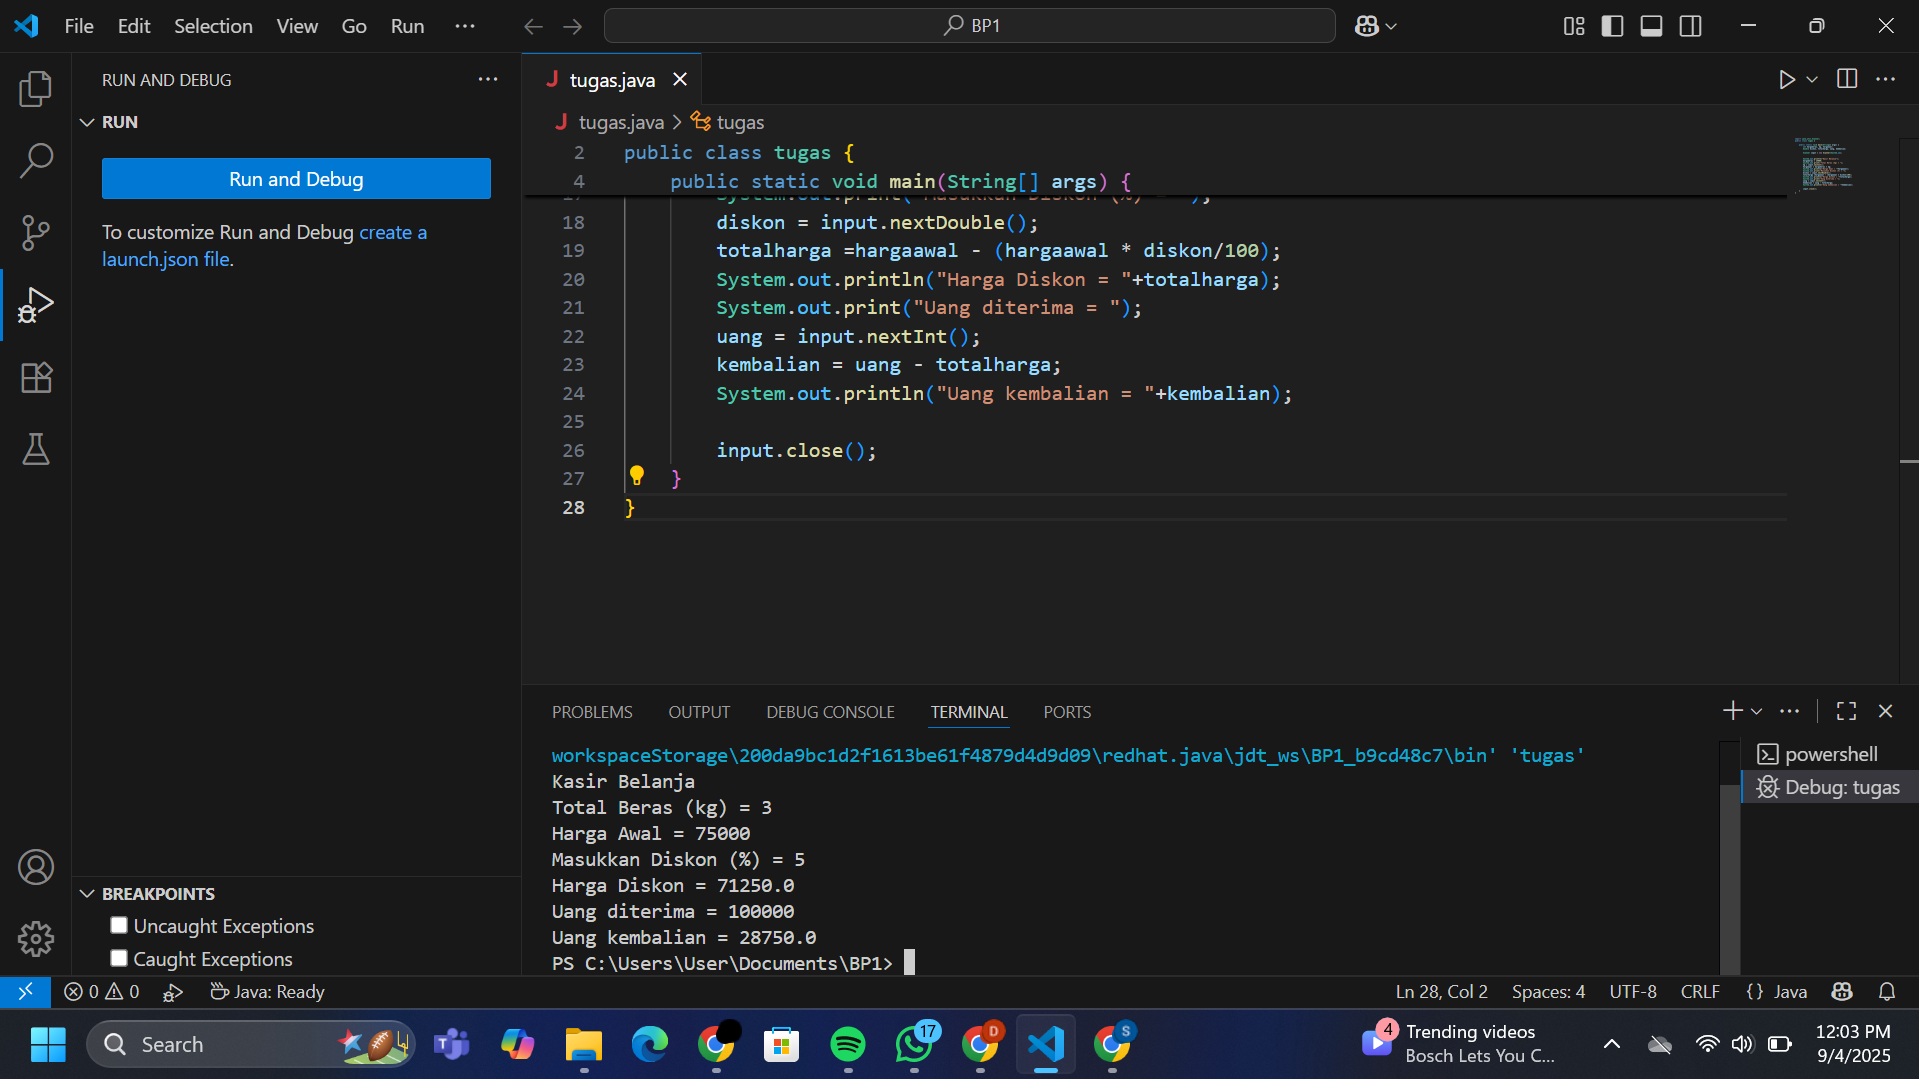 File Edit Selection View Go Run ...
BP1
RUN AND DEBUG ...
RUN
Run and Debug
To customize Run and Debug create a
launch.json file.
BREAKPOINTS
Uncaught Exceptions
Caught Exceptions
J tugas.java
J tugas.java > tugas
2 public class tugas {
4 public static void main(String[] args) {
17 System.out.print("Masukkan Diskon (%) = ");
18 diskon = input.nextDouble();
19 totalharga =hargaawal - (hargaawal * diskon/100);
20 System.out.println("Harga Diskon = "+totalharga);
21 System.out.print("Uang diterima = ");
22 uang = input.nextInt();
23 kembalian = uang - totalharga;
24 System.out.println("Uang kembalian = "+kembalian);
25
26 input.close();
27 }
28 }
PROBLEMS OUTPUT DEBUG CONSOLE TERMINAL PORTS
workspaceStorage\200da9bc1d2f1613be61f4879d4d9d09\redhat.java\jdt_ws\BP1_b9cd48c7\bin' 'tugas'
Kasir Belanja
Total Beras (kg) = 3
Harga Awal = 75000
Masukkan Diskon (%) = 5
Harga Diskon = 71250.0
Uang diterima = 100000
Uang kembalian = 28750.0
PS C:\Users\User\Documents\BP1>
powershell
Debug: tugas
0 0 Java: Ready
Ln 28, Col 2 Spaces: 4 UTF-8 CRLF {} Java
Search
17
D
S
4
Trending videos
Bosch Lets You C...
12:03 PM
9/4/2025